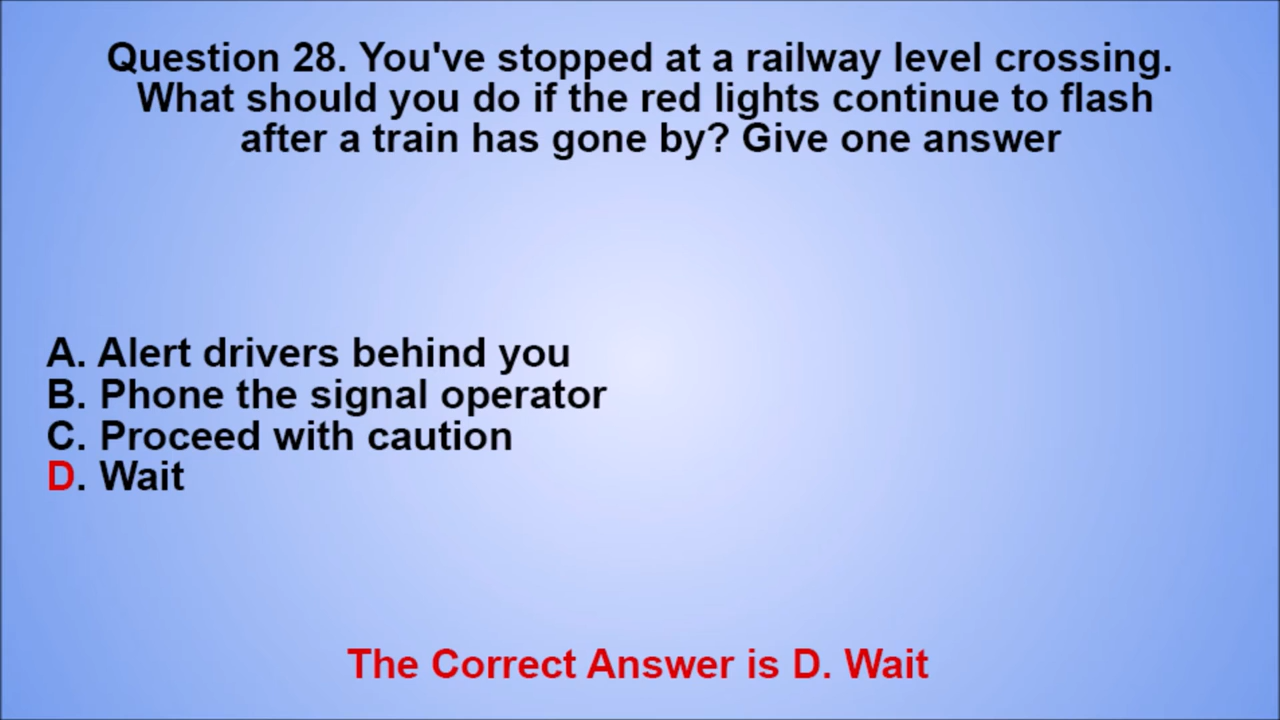 Question 28. You've stopped at a railway level crossing.
What should you do if the red lights continue to flash
after a train has gone by? Give one answer
A. Alert drivers behind you
B. Phone the signal operator
C. Proceed with caution
D. Wait
The Correct Answer is D. Wait